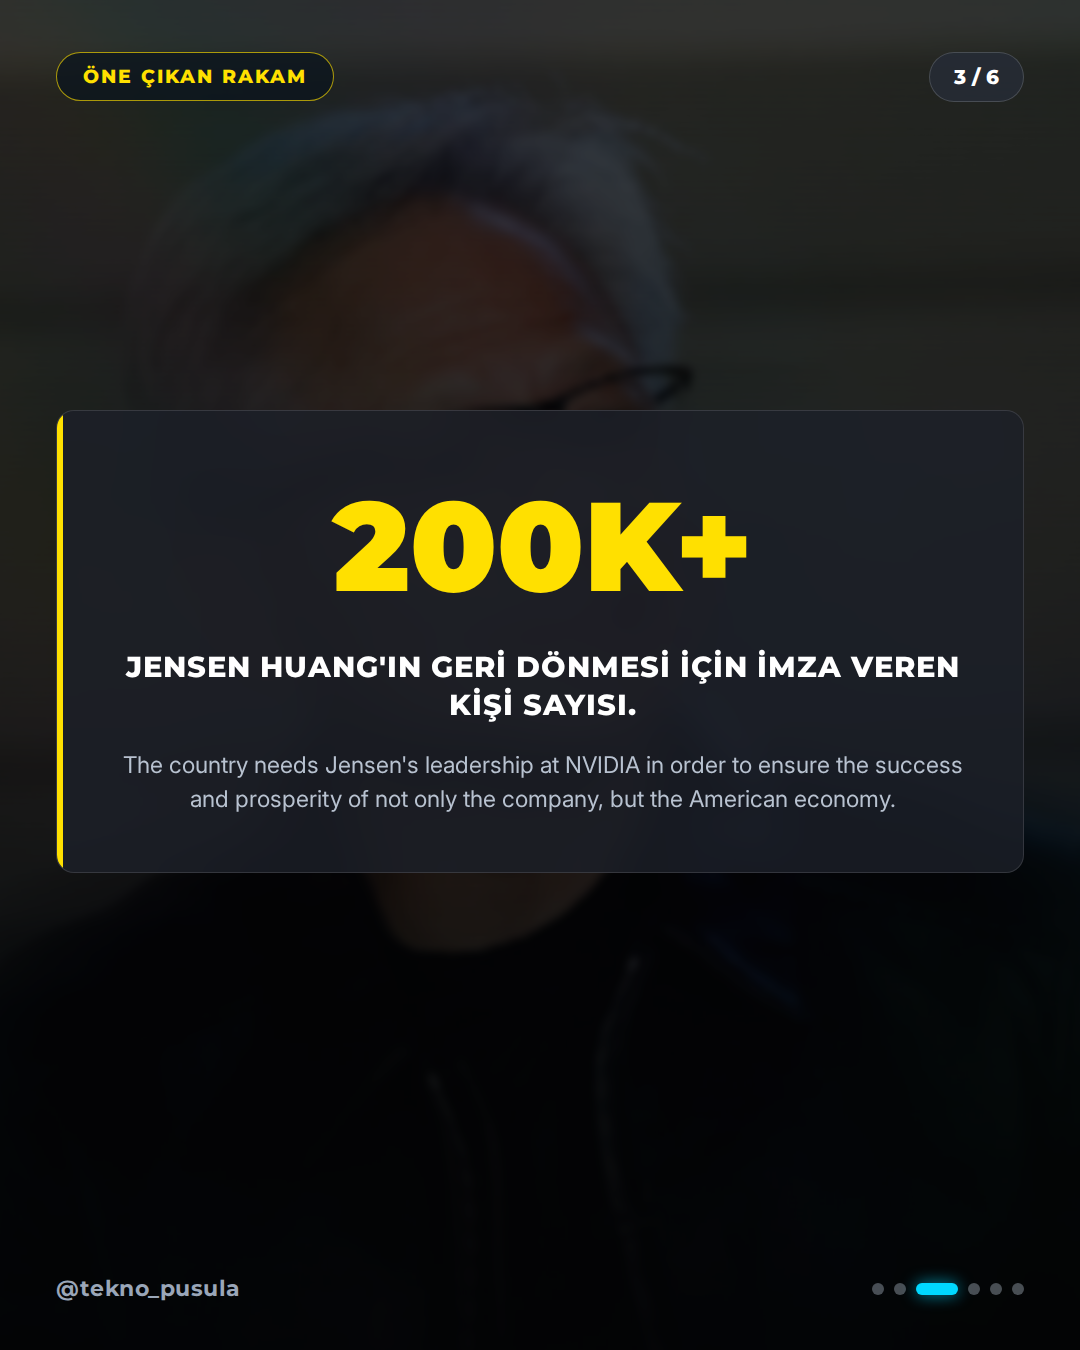 ÖNE ÇIKAN RAKAM
3 / 6
200K+
JENSEN HUANG'IN GERİ DÖNMESİ İÇİN İMZA VEREN
KİŞİ SAYISI.
The country needs Jensen's leadership at NVIDIA in order to ensure the success
and prosperity of not only the company, but the American economy.
@tekno_pusula